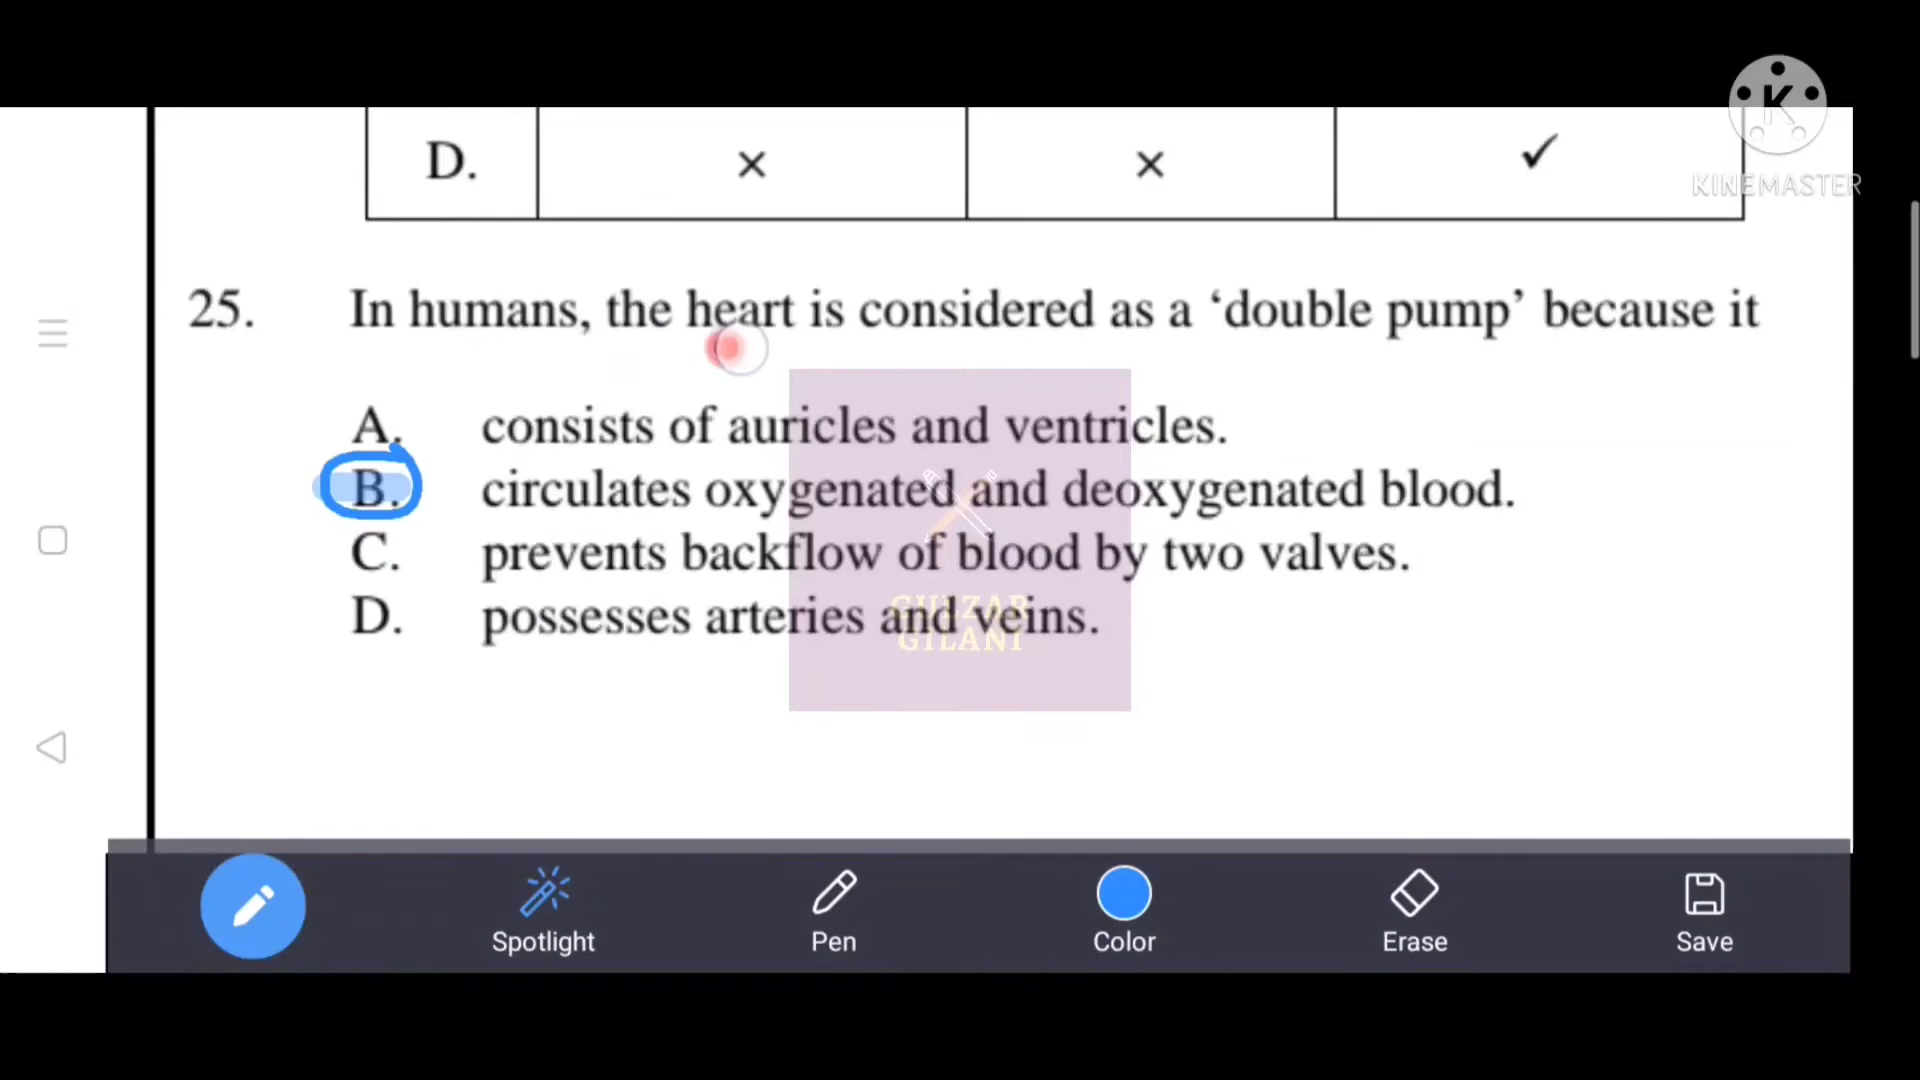 K
KINEMASTER
D. × × ✓
25. In humans, the heart is considered as a ‘double pump’ because it
A. consists of auricles and ventricles.
B. circulates oxygenated and deoxygenated blood.
C. prevents backflow of blood by two valves.
D. possesses arteries and veins.
GULZAR
GILANI
Spotlight Pen Color Erase Save